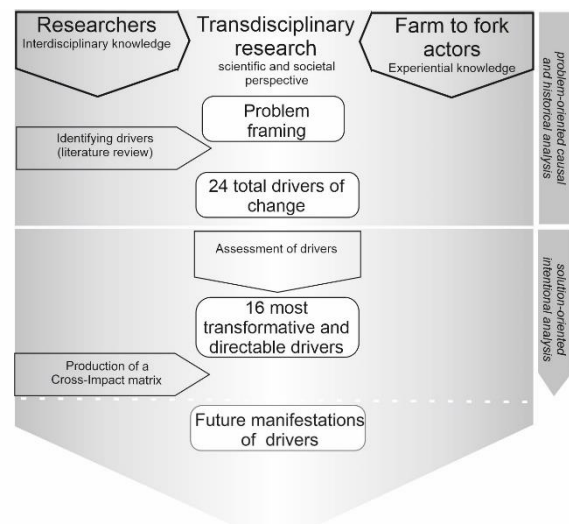 Researchers
Interdisciplinary knowledge
Transdisciplinary
research
scientific and societal
perspective
Farm to fork
actors
Experiential knowledge
problem-oriented causal
and historical analysis
Problem
framing
Identifying drivers
(literature review)
24 total drivers of
change
Assessment of drivers
solution-oriented
intentional analysis
16 most
transformative and
directable drivers
Production of a
Cross-Impact matrix
Future manifestations
of drivers